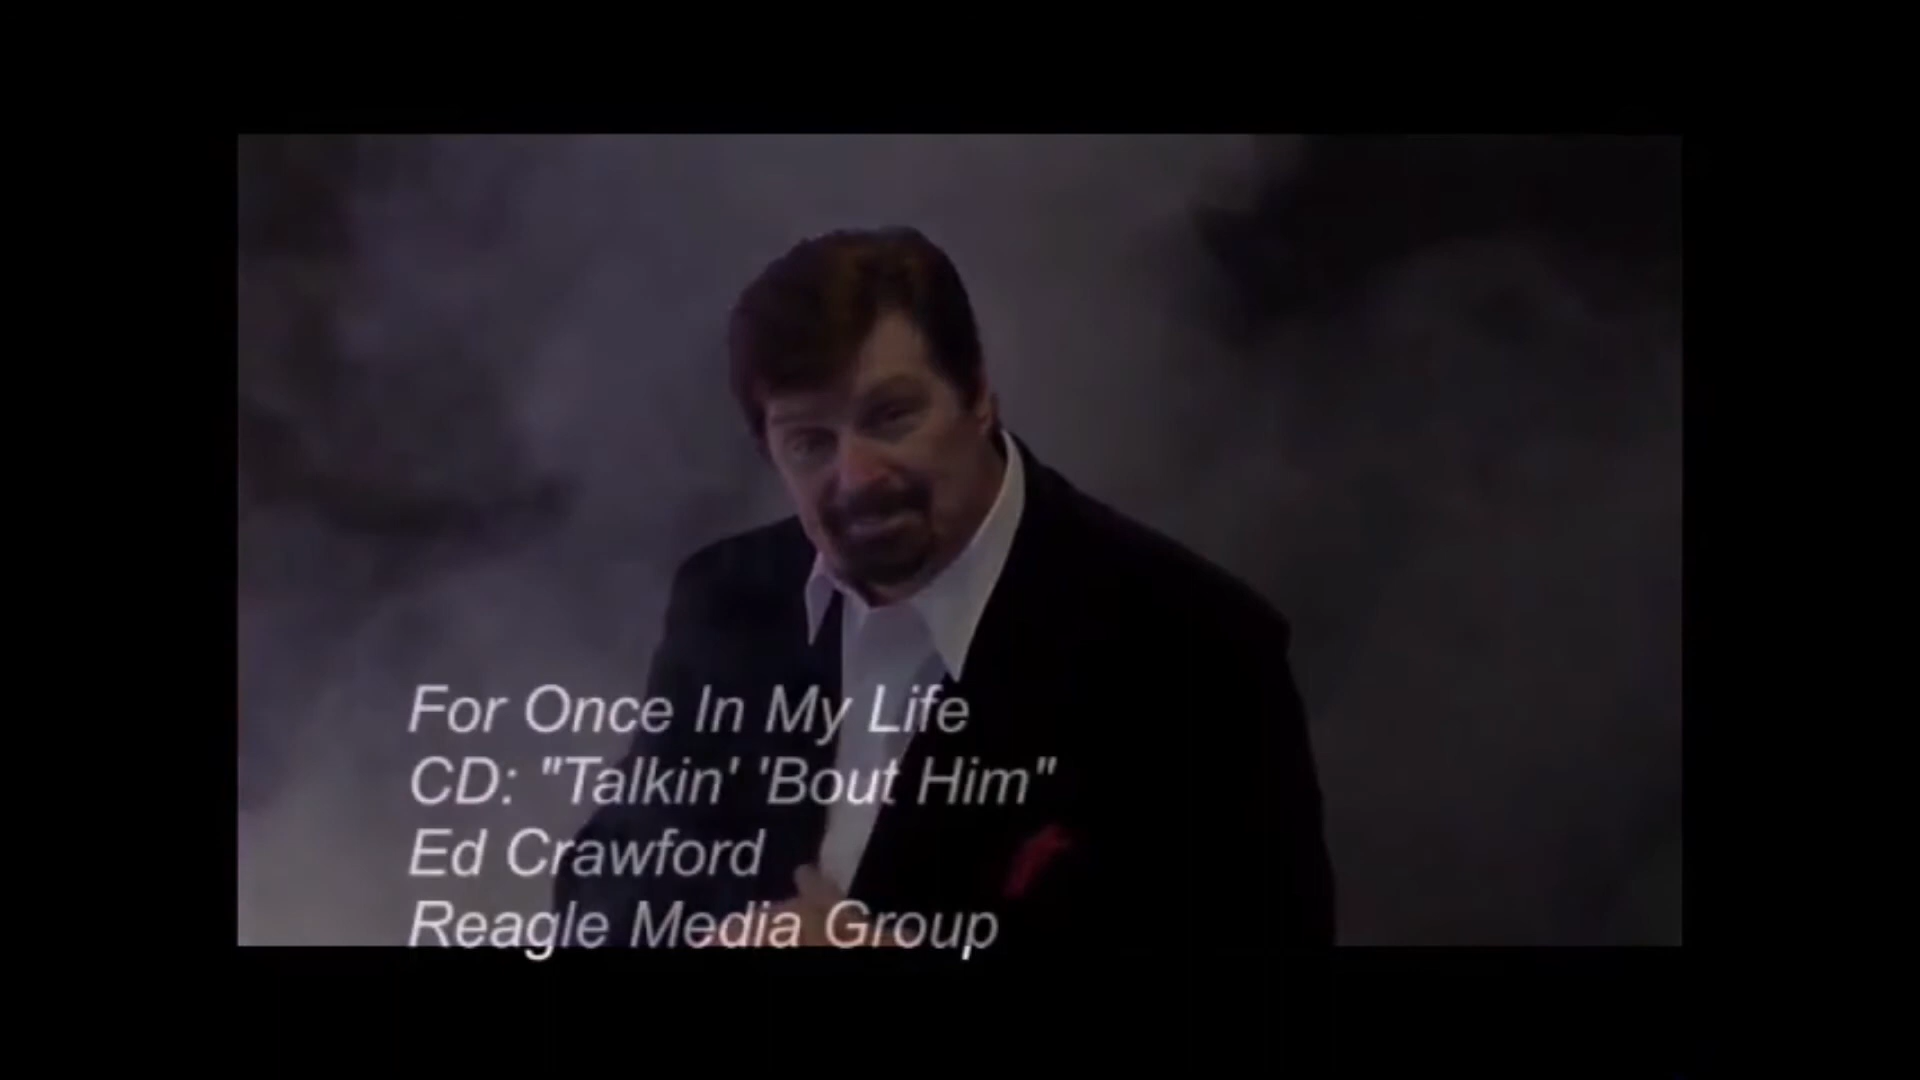 For Once In My Life
CD: "Talkin' 'Bout Him"
Ed Crawford
Reagle Media Group